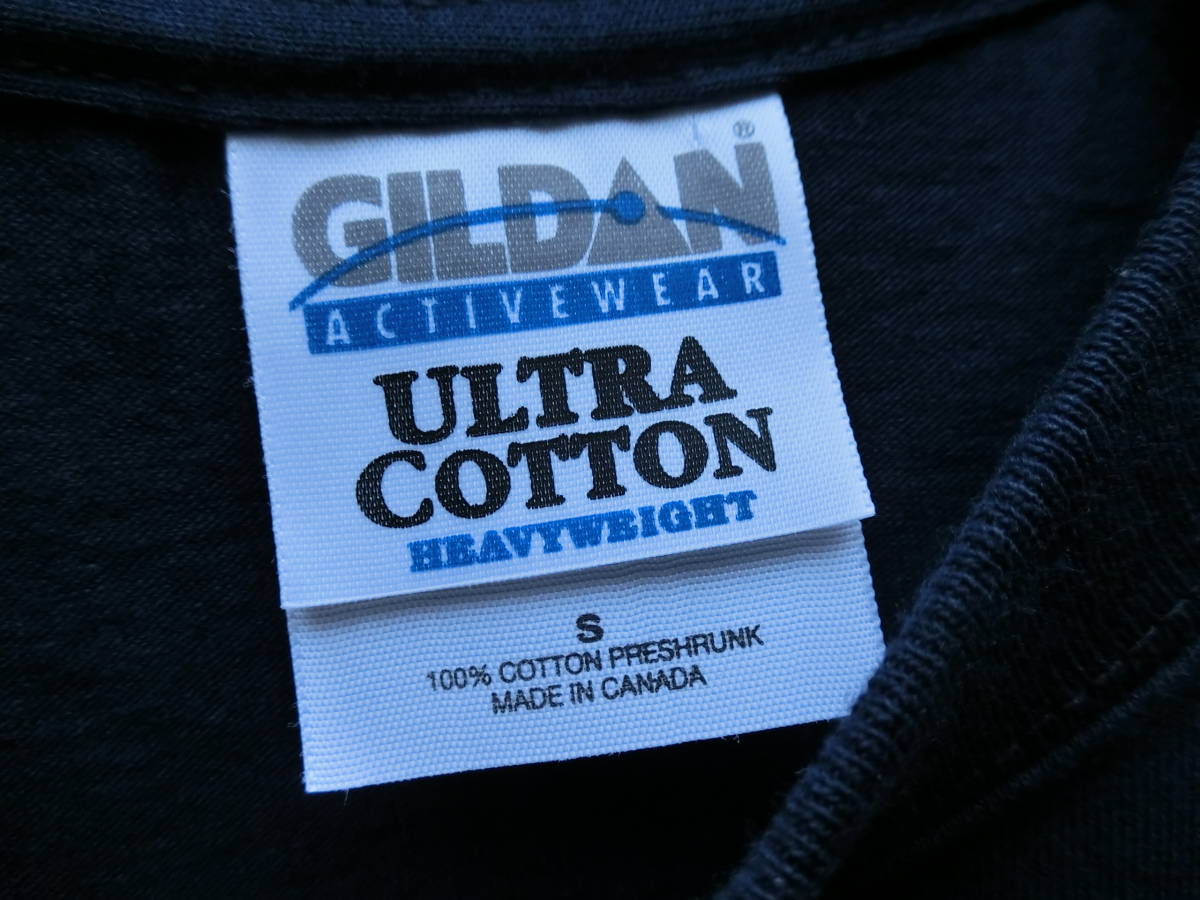 GILDAN®
ACTIVEWEAR
ULTRA
COTTON
HEAVYWEIGHT
S
100% COTTON PRESHRUNK
MADE IN CANADA